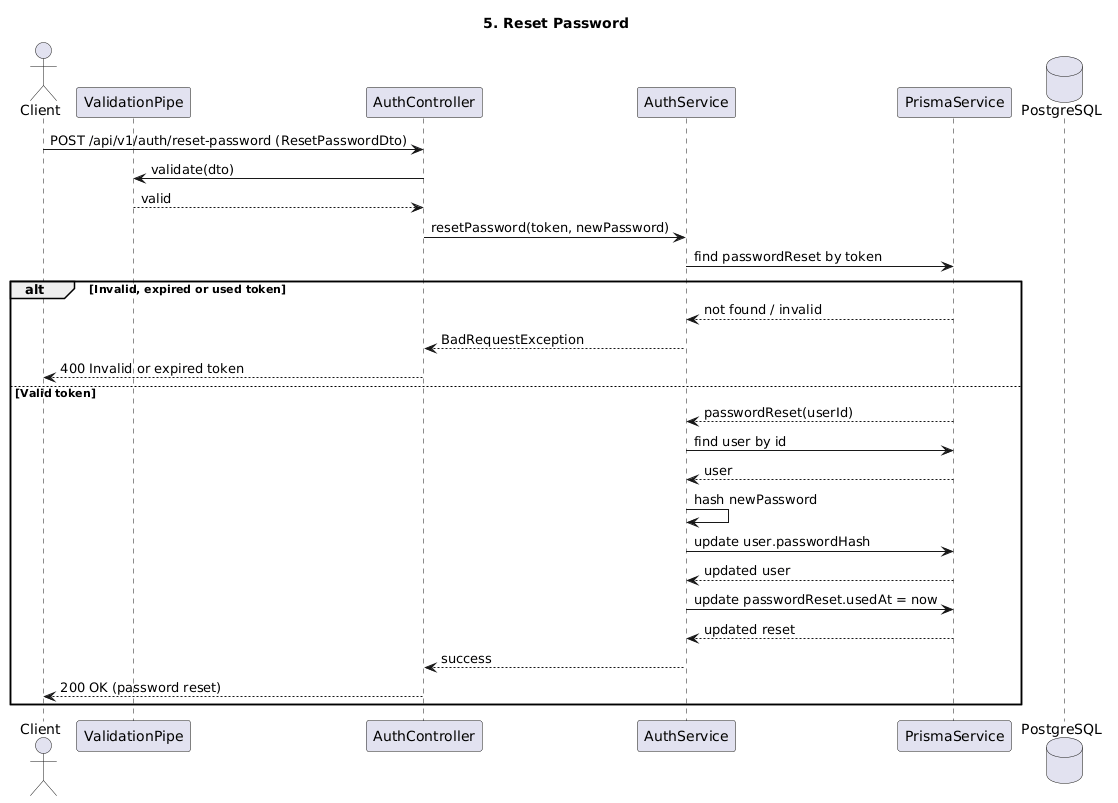 5. Reset Password
Client
ValidationPipe
AuthController
AuthService
PrismaService
PostgreSQL
POST /api/v1/auth/reset-password (ResetPasswordDto)
validate(dto)
valid
resetPassword(token, newPassword)
find passwordReset by token
alt
[Invalid, expired or used token]
not found / invalid
BadRequestException
400 Invalid or expired token
[Valid token]
passwordReset(userId)
find user by id
user
hash newPassword
update user.passwordHash
updated user
update passwordReset.usedAt = now
updated reset
success
200 OK (password reset)
Client
ValidationPipe
AuthController
AuthService
PrismaService
PostgreSQL